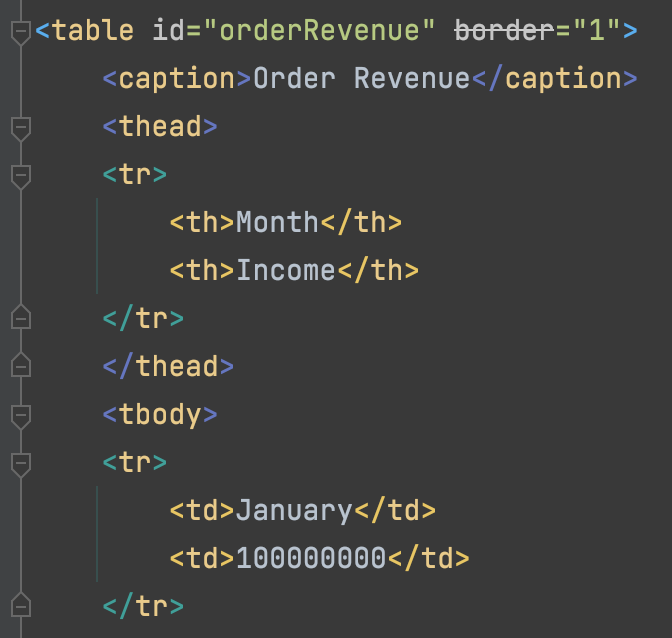 <table id="orderRevenue" border="1">
<caption>Order Revenue</caption>
<thead>
<tr>
<th>Month</th>
<th>Income</th>
</tr>
</thead>
<tbody>
<tr>
<td>January</td>
<td>100000000</td>
</tr>